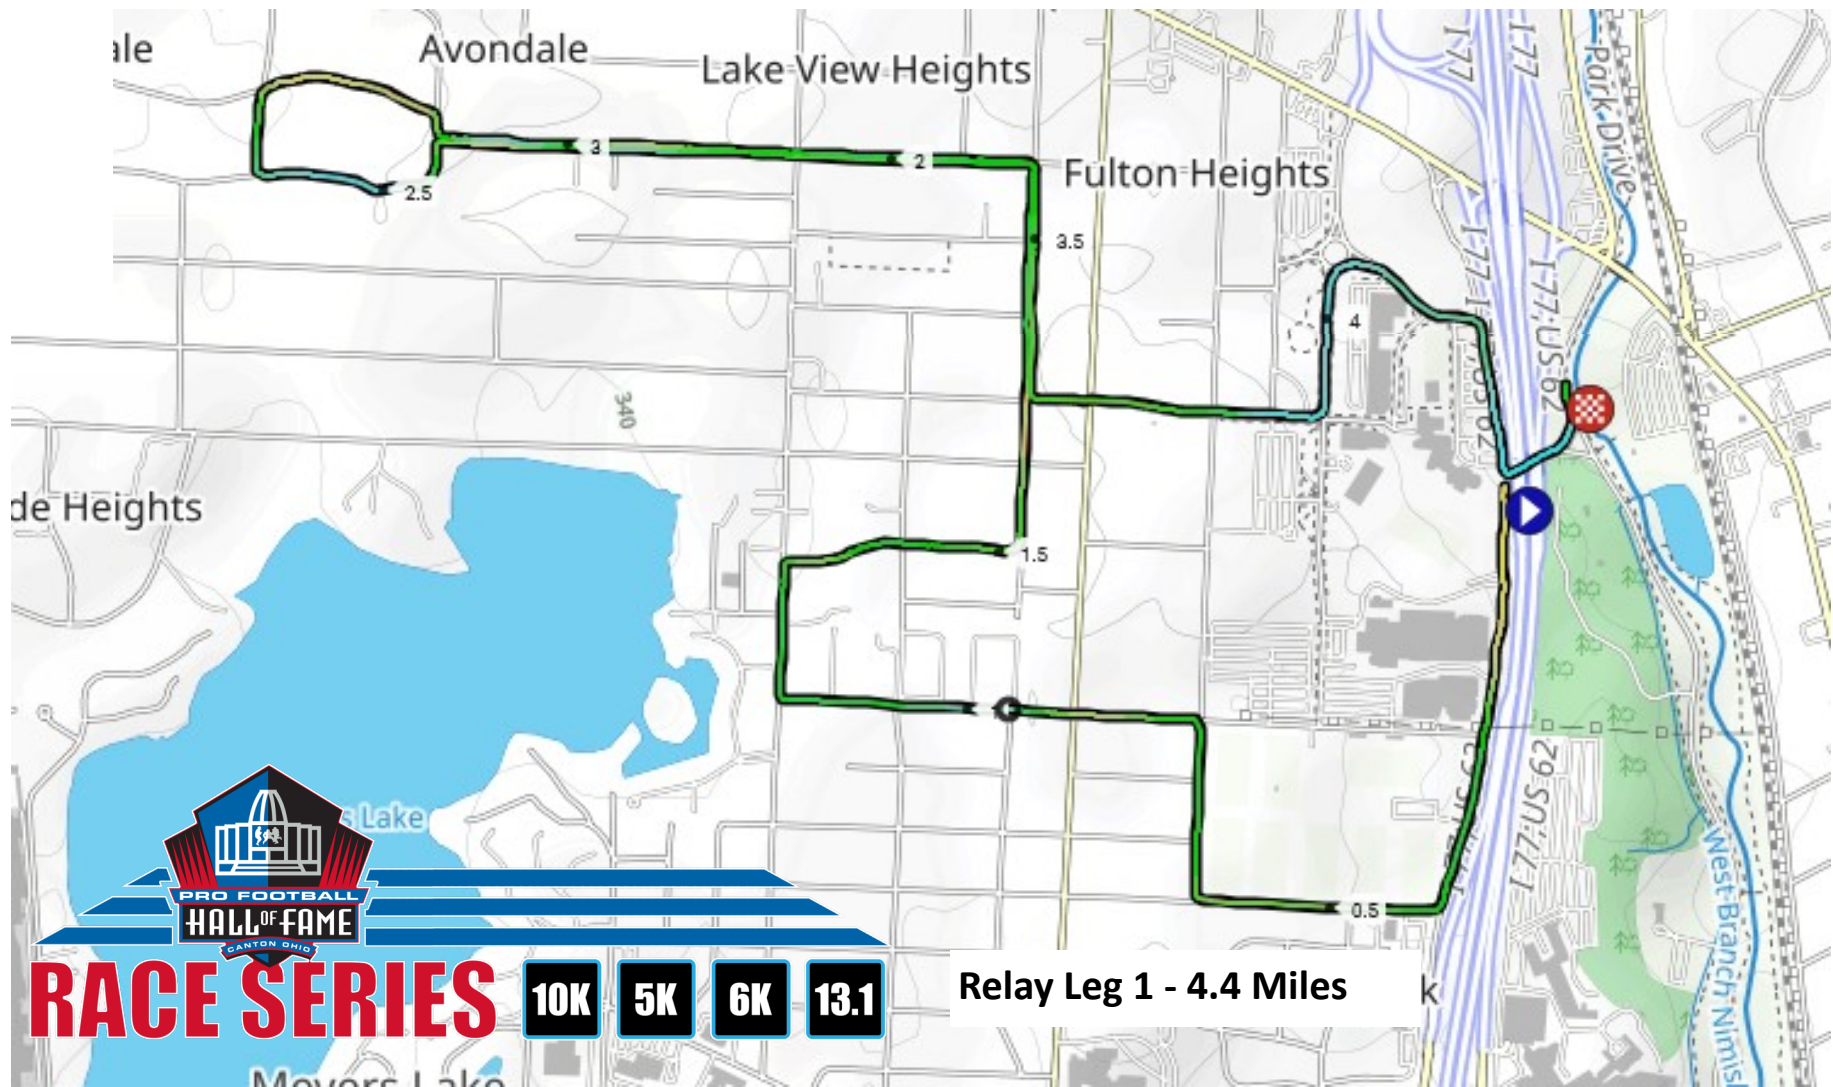 ale
Avondale
Lake View Heights
I 77
I 77
Park Drive
3
2
Fulton Heights
2.5
3.5
I 77
I 77;US 62
4
340
de Heights
1.5
s Lake
I 77;US 62
0.5
West Branch Nimis
PRO FOOTBALL
HALL OF FAME
CANTON OHIO
RACE SERIES
10K
5K
6K
13.1
Relay Leg 1 - 4.4 Miles
k
Meyers Lake